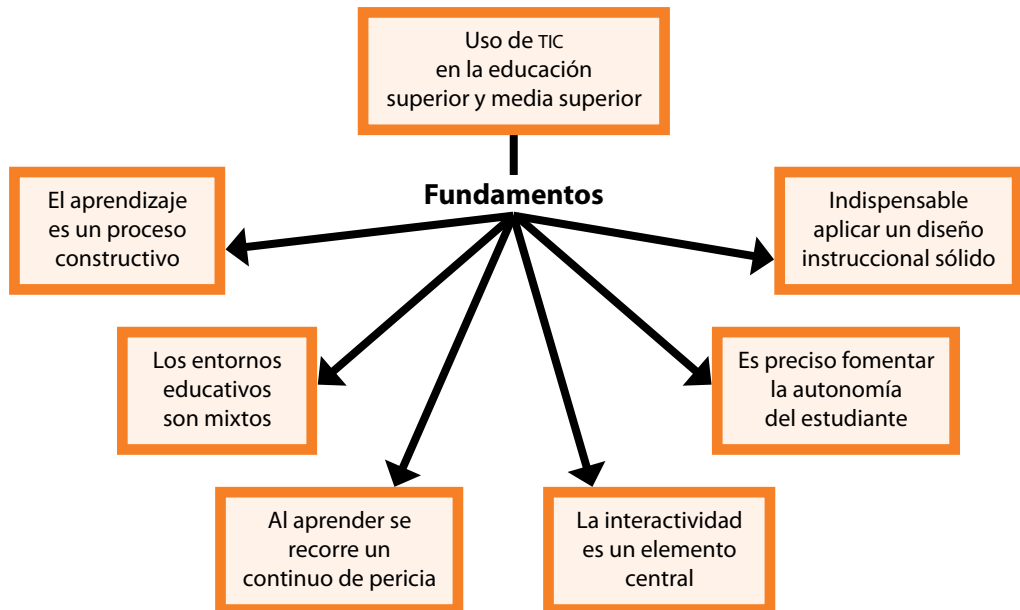 Uso de TIC
en la educación
superior y media superior
Fundamentos
El aprendizaje
es un proceso
constructivo
Indispensable
aplicar un diseño
instruccional sólido
Los entornos
educativos
son mixtos
Es preciso fomentar
la autonomía
del estudiante
Al aprender se
recorre un
continuo de pericia
La interactividad
es un elemento
central